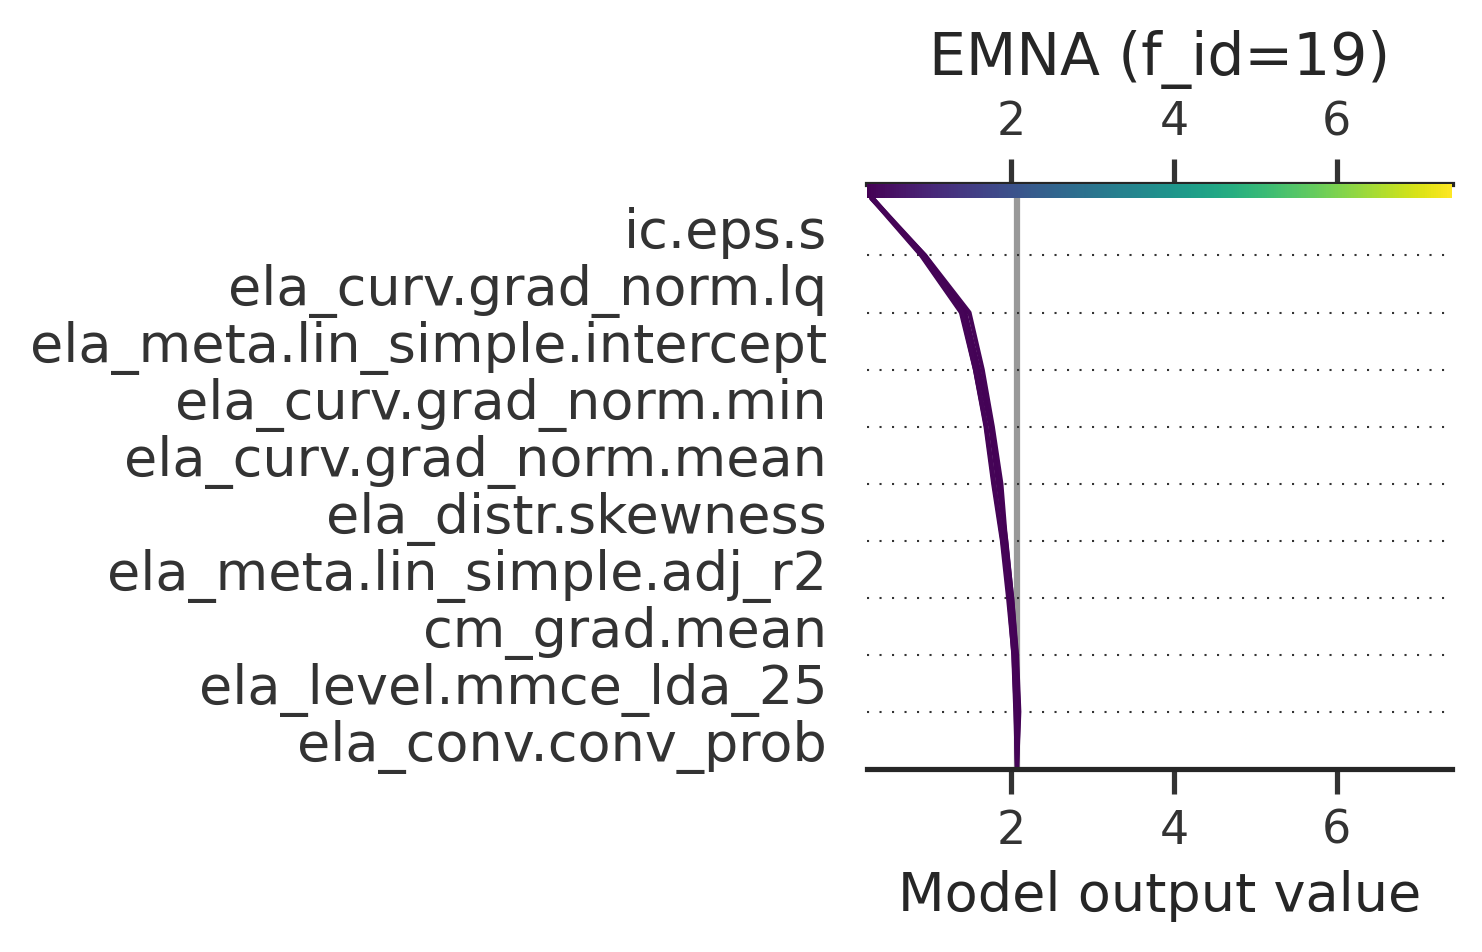 EMNA (f_id=19)
2 4 6
ic.eps.s
ela_curv.grad_norm.lq
ela_meta.lin_simple.intercept
ela_curv.grad_norm.min
ela_curv.grad_norm.mean
ela_distr.skewness
ela_meta.lin_simple.adj_r2
cm_grad.mean
ela_level.mmce_lda_25
ela_conv.conv_prob
2 4 6
Model output value